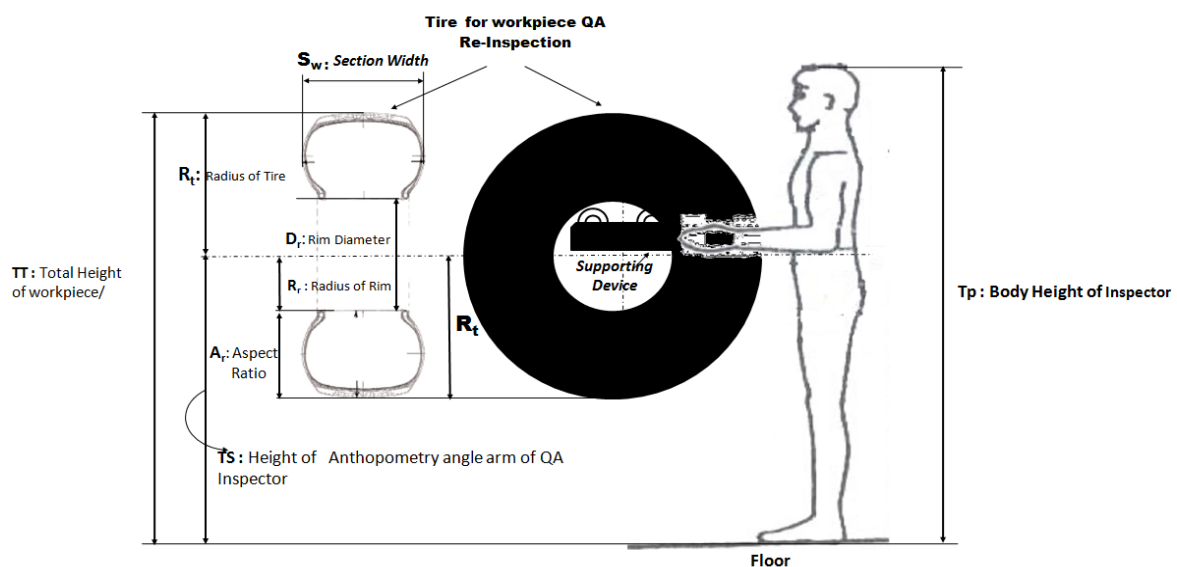 Tire for workpiece QA
Re-Inspection
Sw: Section Width
Rt: Radius of Tire
Dr: Rim Diameter
Supporting
Device
TT : Total Height
of workpiece/
Rr: Radius of Rim
Tp : Body Height of Inspector
Rt
Ar: Aspect
Ratio
TS : Height of Anthopometry angle arm of QA
Inspector
Floor